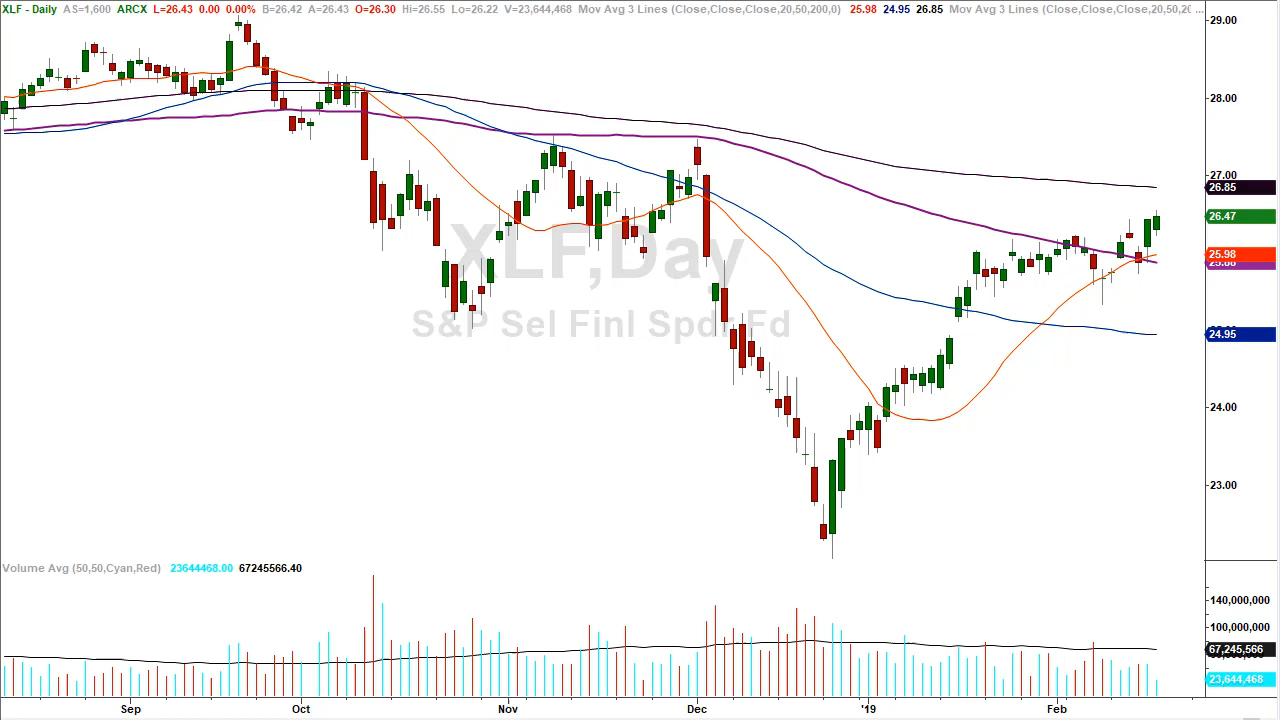 XLF - Daily AS=1,600 ARCX L=26.43 0.00 0.00% B=26.42 A=26.43 O=26.30 Hi=26.55 Lo=26.22 V=23,644,468 Mov Avg 3 Lines (Close,Close,Close,20,50,200,0) 25.98 24.95 26.85 Mov Avg 3 Lines (Close,Close,Close,20,50,20 ...
29.00
28.00
27.00
26.85
26.47
25.98
24.95
24.00
23.00
XLF,Day
S&P Sel Finl Spdr Fd
Volume Avg (50,50,Cyan,Red) 23644468.00 67245566.40
140,000,000
100,000,000
67,245,566
23,644,468
Sep Oct Nov Dec '19 Feb